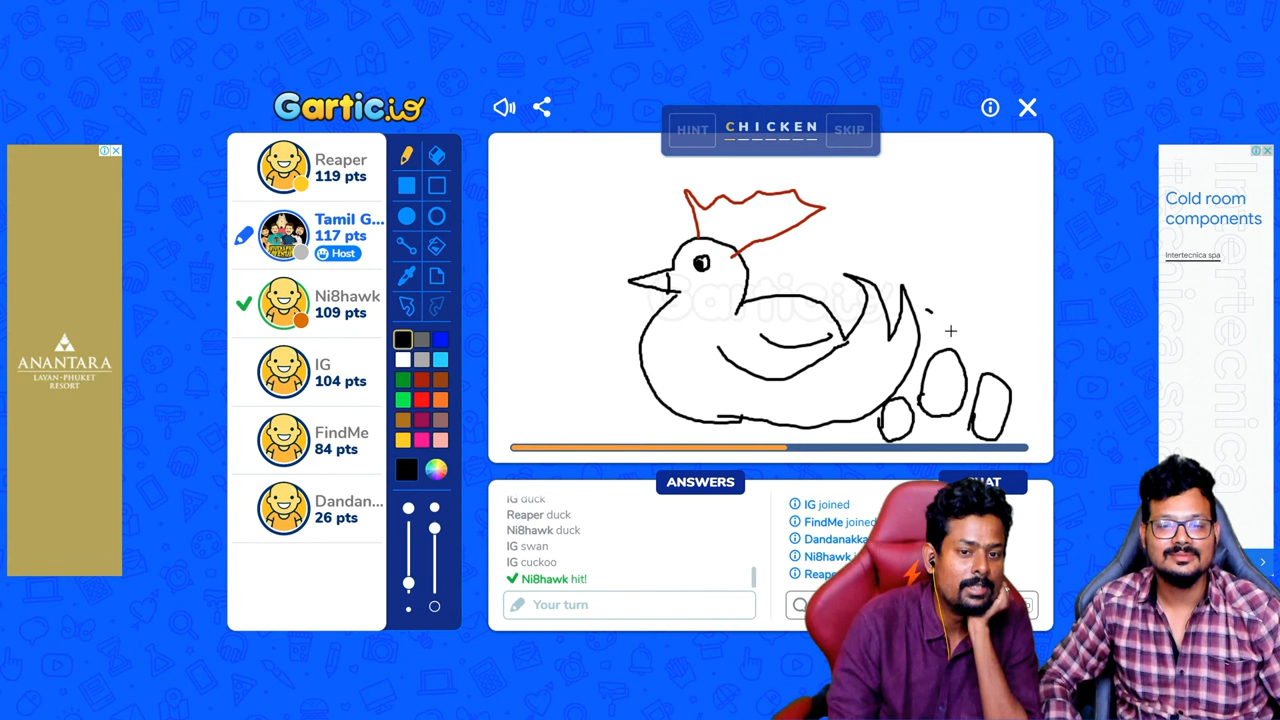 Gartic.io
HINT
CHICKEN
SKIP
Reaper
119 pts
Tamil G...
117 pts
Host
Ni8hawk
109 pts
IG
104 pts
FindMe
84 pts
Dandan...
26 pts
Gartic.io
ANSWERS
IG duck
Reaper duck
Ni8hawk duck
IG swan
IG cuckoo
Ni8hawk hit!
Your turn
IG joined
FindMe joined
Dandanakka
Ni8hawk
Reape
ANANTARA
LAYAN · PHUKET
RESORT
Cold room
components
Intertecnica spa